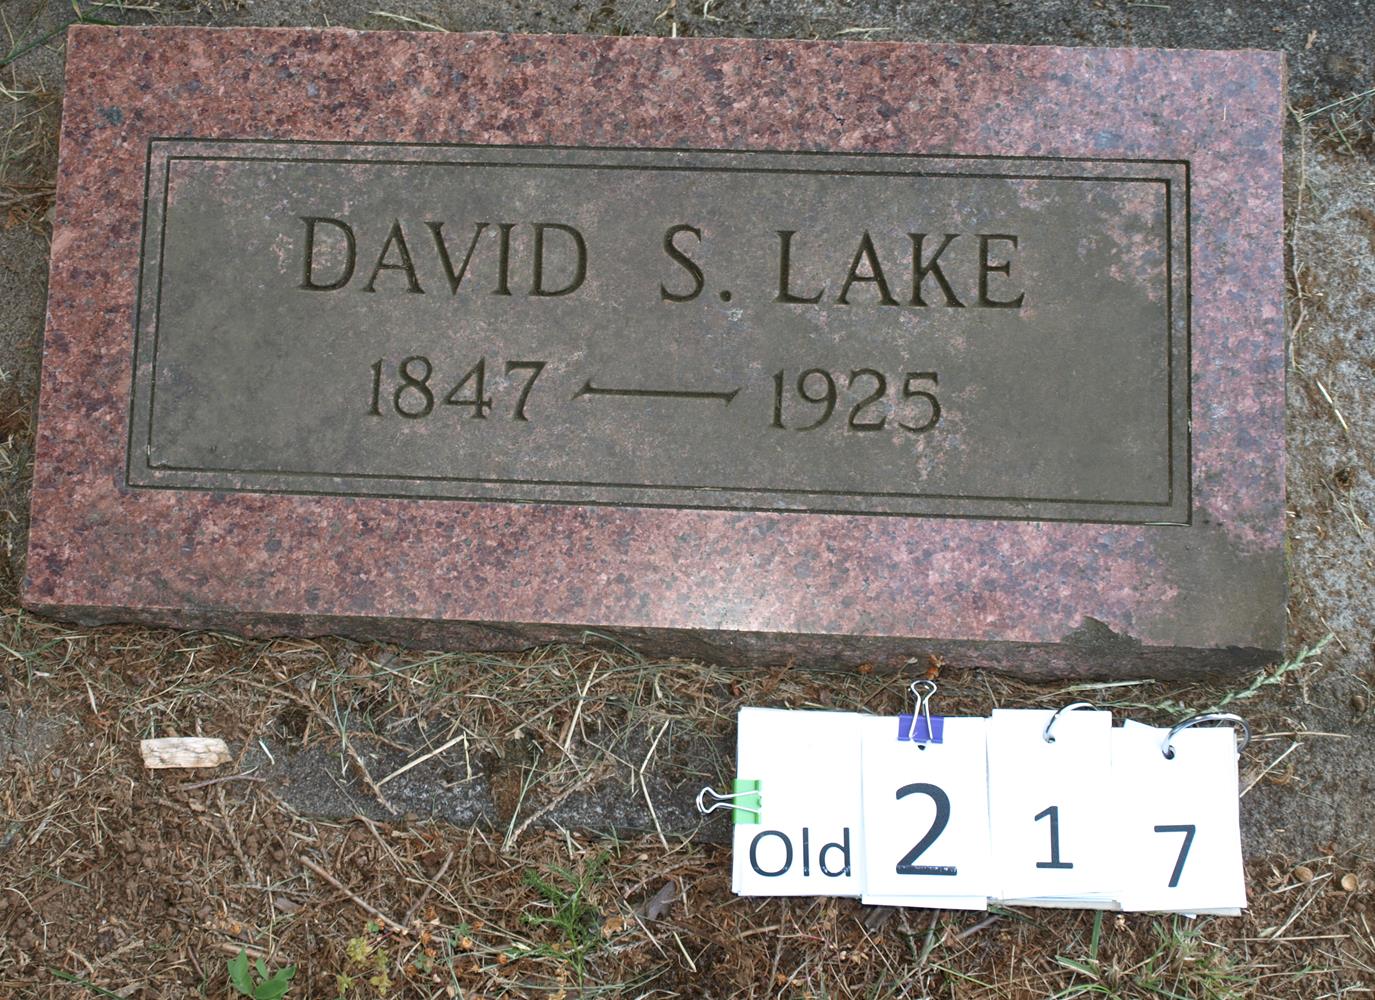 DAVID S. LAKE
1847 — 1925
Old 2 1 7